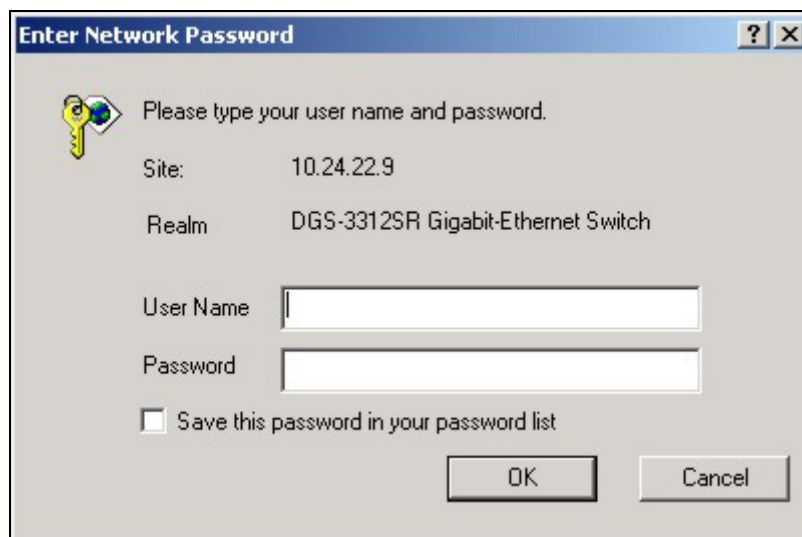 Enter Network Password
Please type your user name and password.
Site: 10.24.22.9
Realm DGS-3312SR Gigabit-Ethernet Switch
User Name
Password
Save this password in your password list
OK Cancel